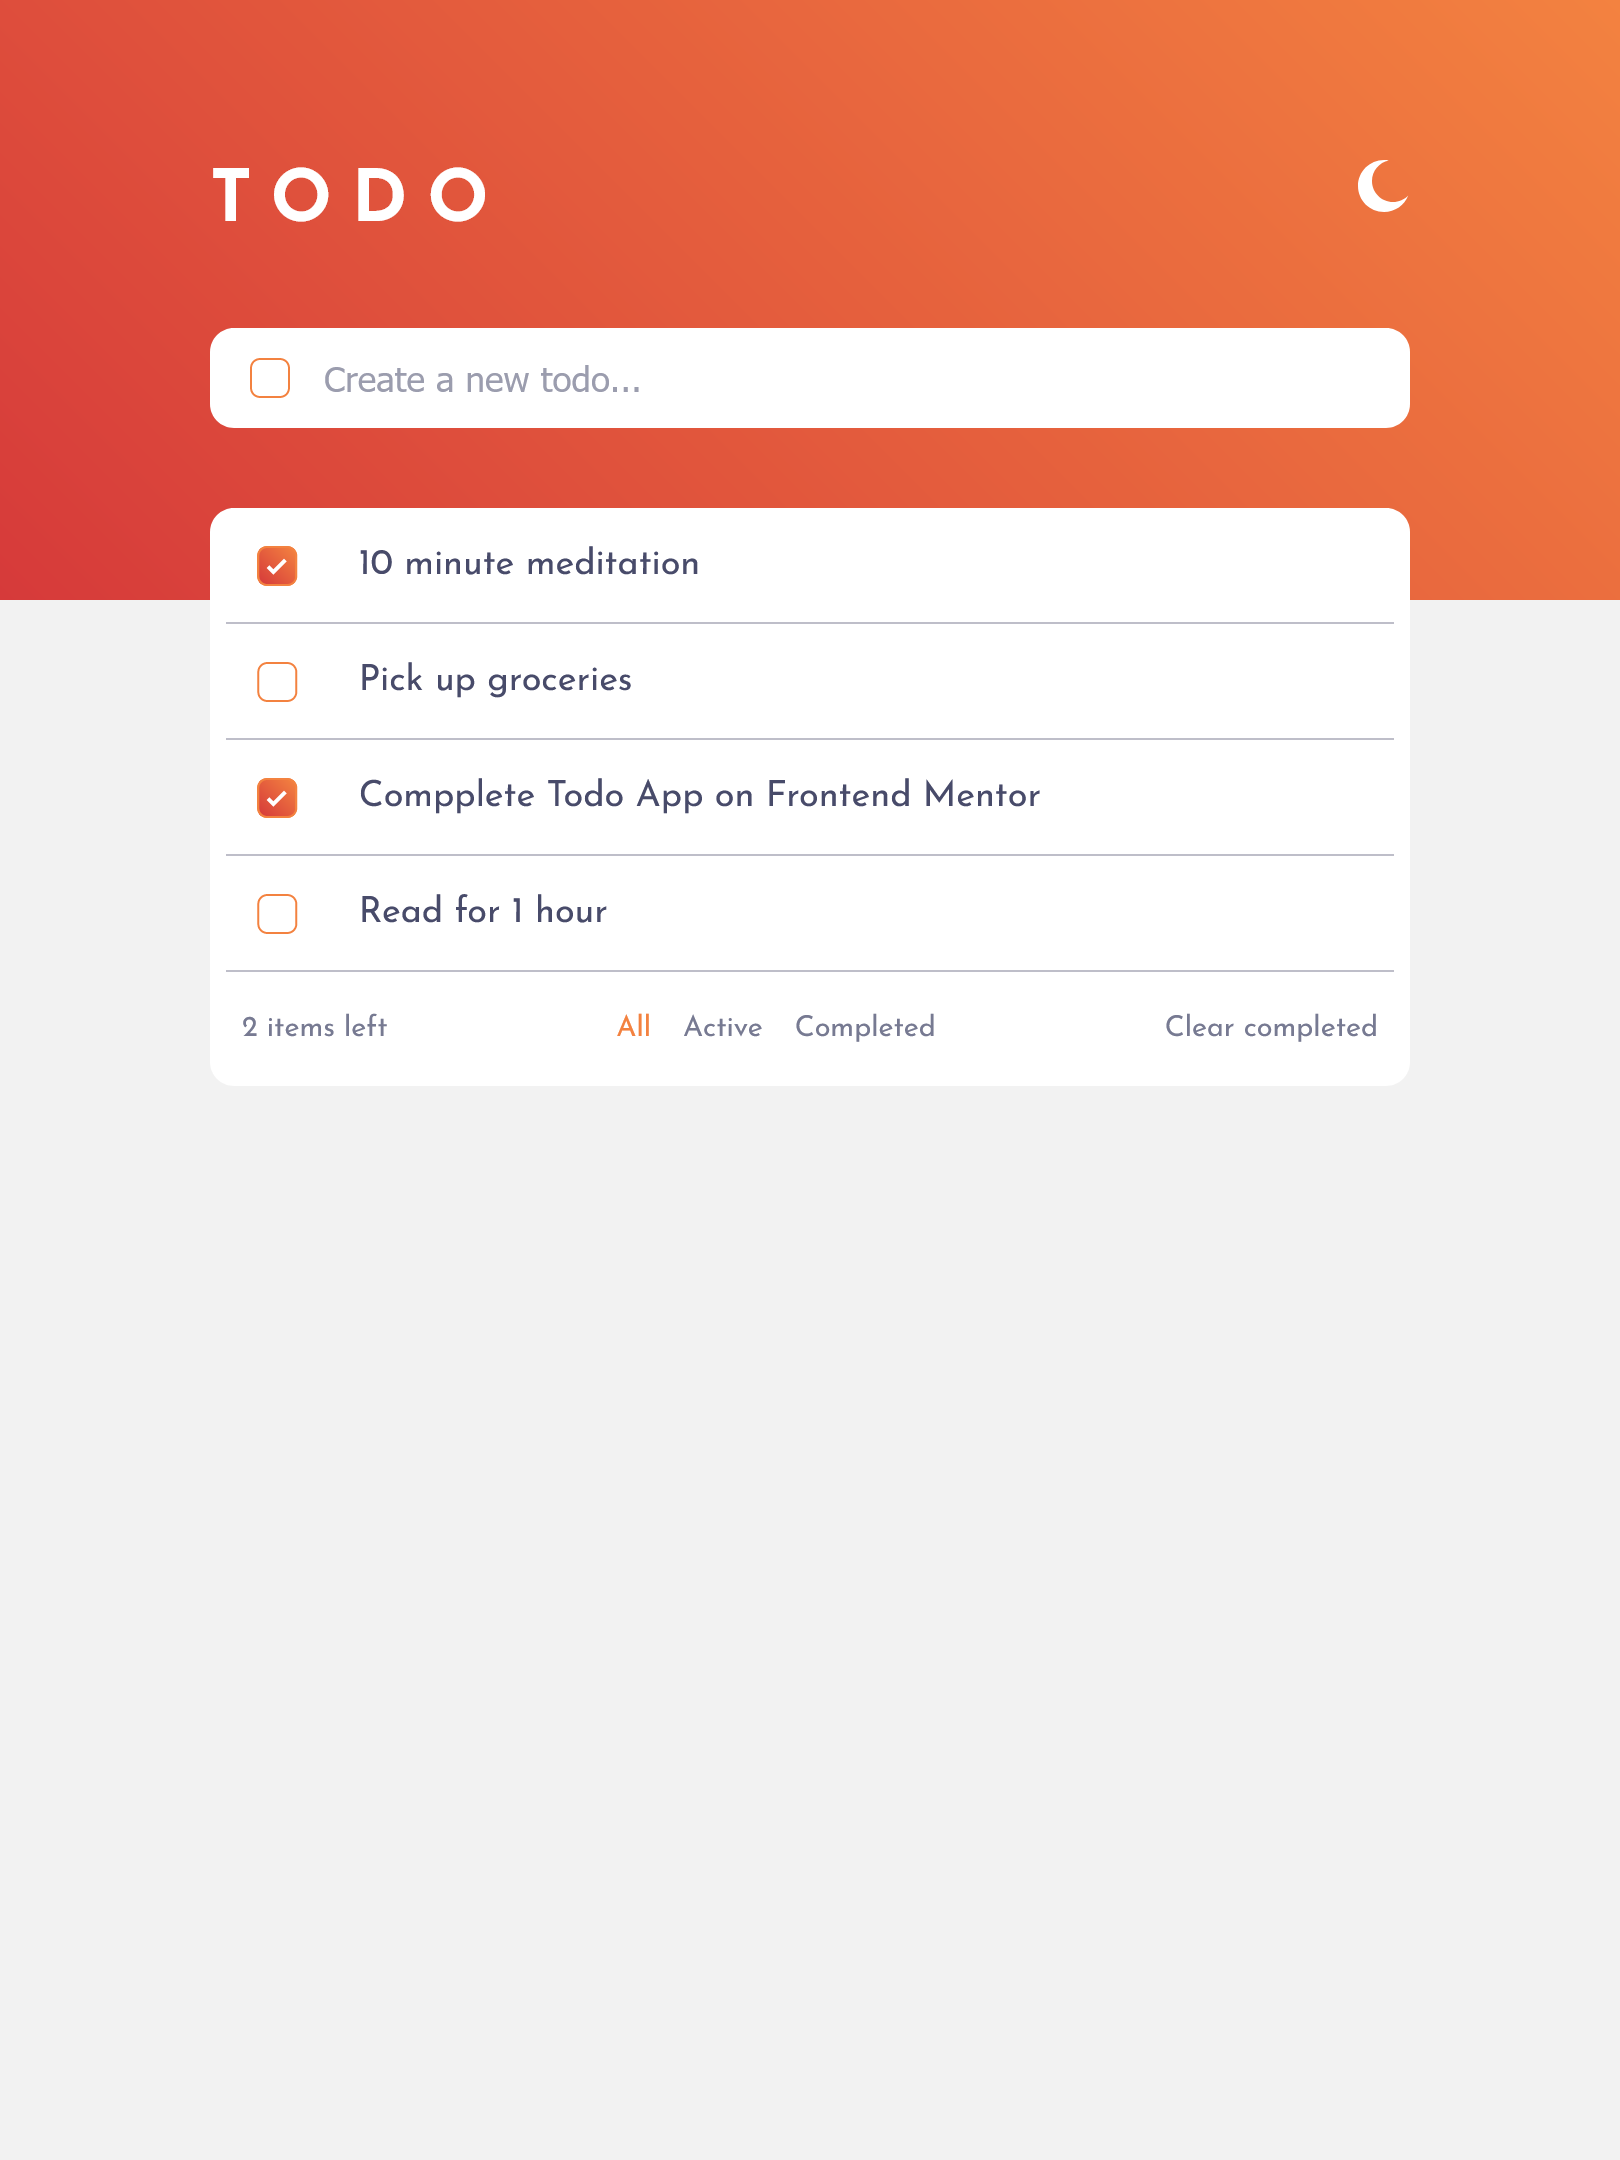 TODO
Create a new todo...
10 minute meditation
Pick up groceries
Compplete Todo App on Frontend Mentor
Read for 1 hour
2 items left All Active Completed Clear completed